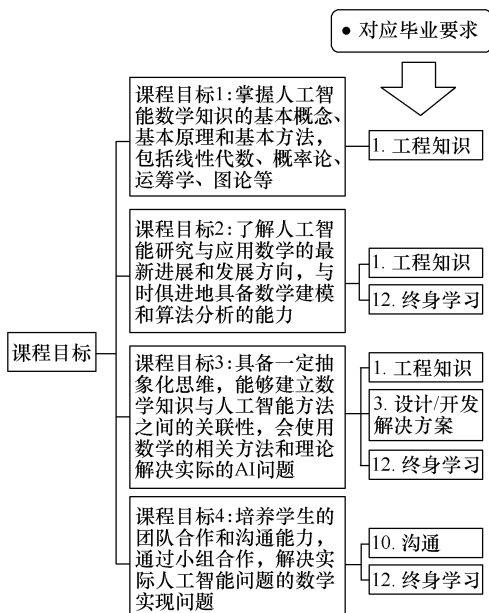 • 对应毕业要求
课程目标1:掌握人工智
能数学知识的基本概念、
基本原理和基本方法，
包括线性代数、概率论、
运筹学、图论等
1. 工程知识
课程目标2:了解人工智
能研究与应用数学的最
新进展和发展方向，与
时俱进地具备数学建模
和算法分析的能力
1. 工程知识
12. 终身学习
课程目标
课程目标3:具备一定抽
象化思维，能够建立数
学知识与人工智能方法
之间的关联性，会使用
数学的相关方法和理论
解决实际的AI问题
1. 工程知识
3. 设计/开发
解决方案
12. 终身学习
课程目标4:培养学生的
团队合作和沟通能力，
通过小组合作，解决实
际人工智能问题的数学
实现问题
10. 沟通
12. 终身学习